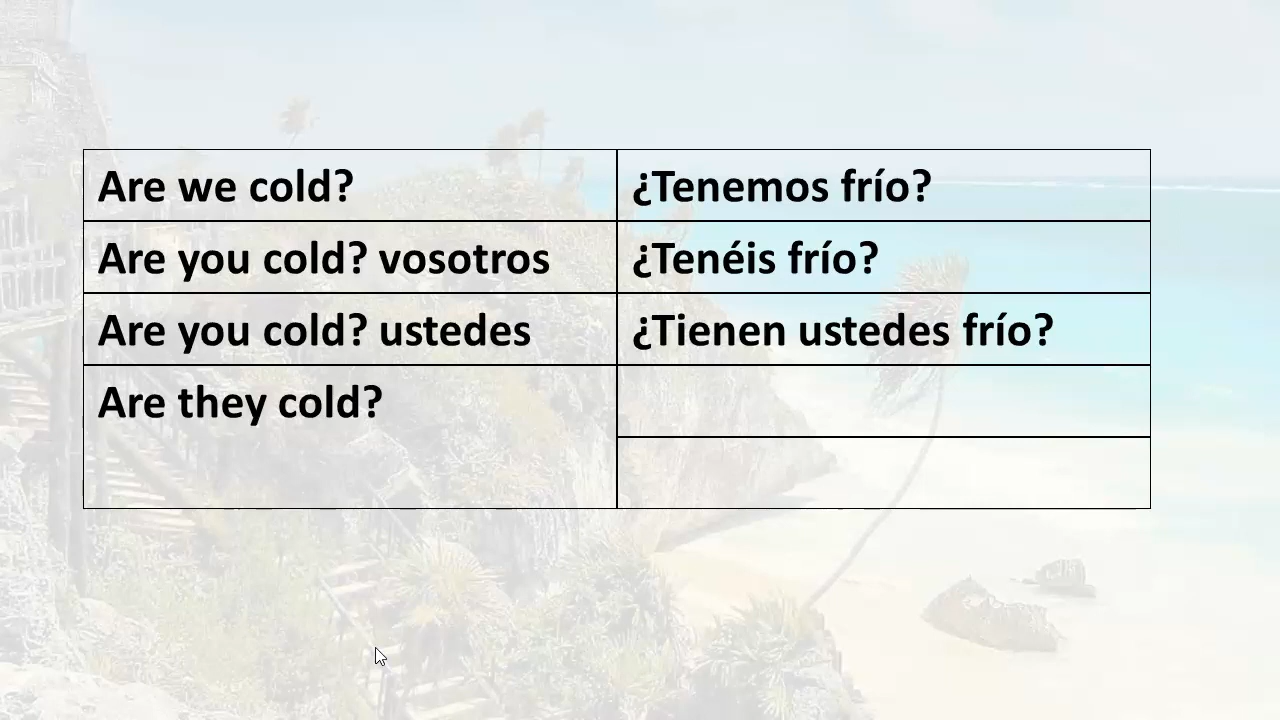 Are we cold?
¿Tenemos frío?
Are you cold? vosotros
¿Tenéis frío?
Are you cold? ustedes
¿Tienen ustedes frío?
Are they cold?